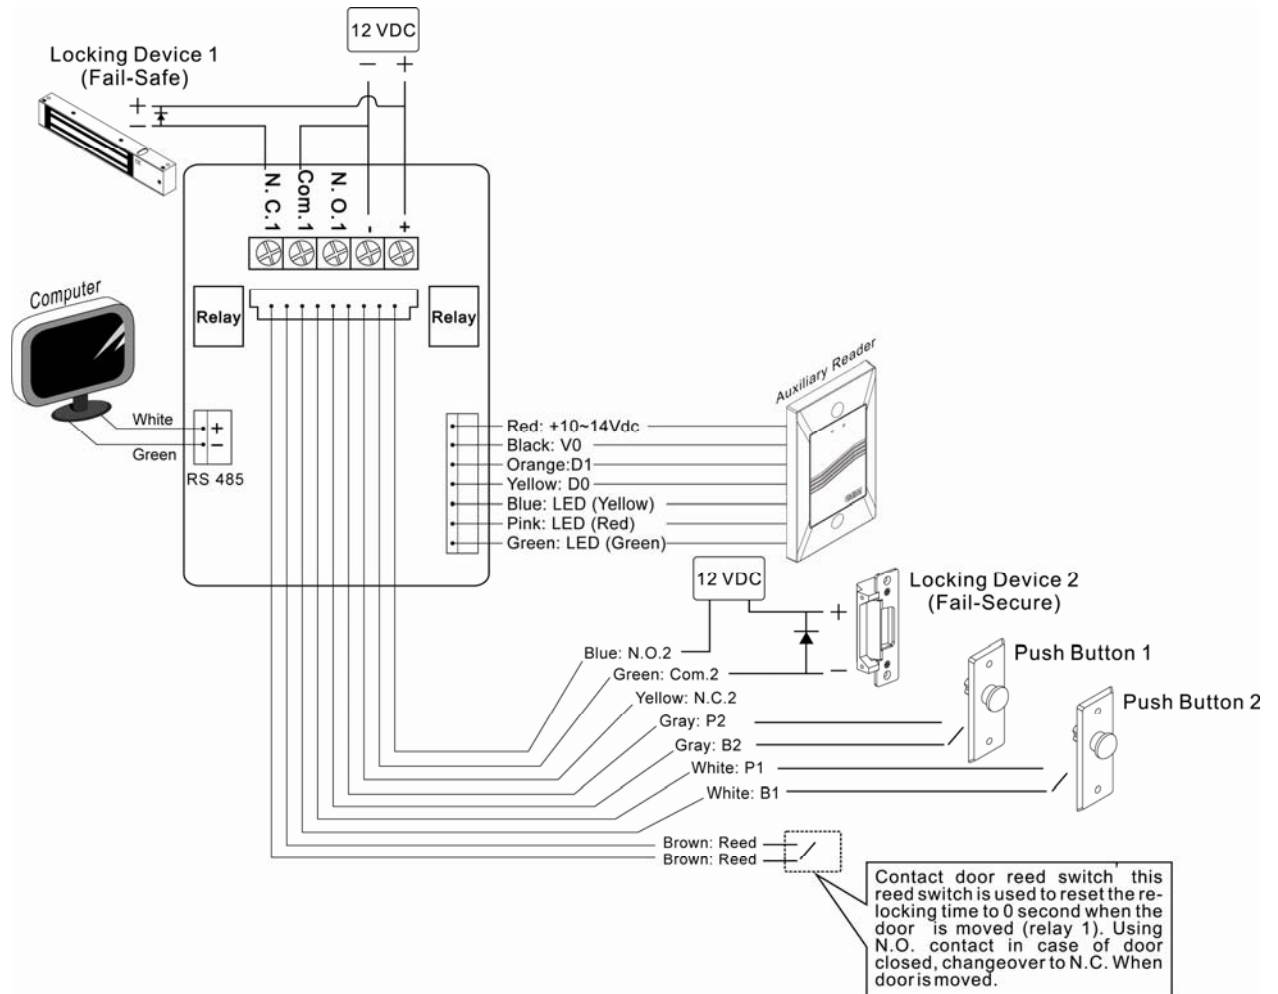 12 VDC
Locking Device 1
(Fail-Safe)
− +
+
−
N.C.1
Com.1
N.O.1
-
+
Computer
Relay
Relay
White
Green
+
−
RS 485
Auxiliary Reader
Red: +10~14Vdc
Black: V0
Orange:D1
Yellow: D0
Blue: LED (Yellow)
Pink: LED (Red)
Green: LED (Green)
12 VDC
Locking Device 2
(Fail-Secure)
+
−
Blue: N.O.2
Green: Com.2
Yellow: N.C.2
Gray: P2
Gray: B2
White: P1
White: B1
Push Button 1
Push Button 2
Brown: Reed
Brown: Reed
Contact door reed switch' this
reed switch is used to reset the re-
locking time to 0 second when the
door is moved (relay 1). Using
N.O. contact in case of door
closed, changeover to N.C. When
door is moved.